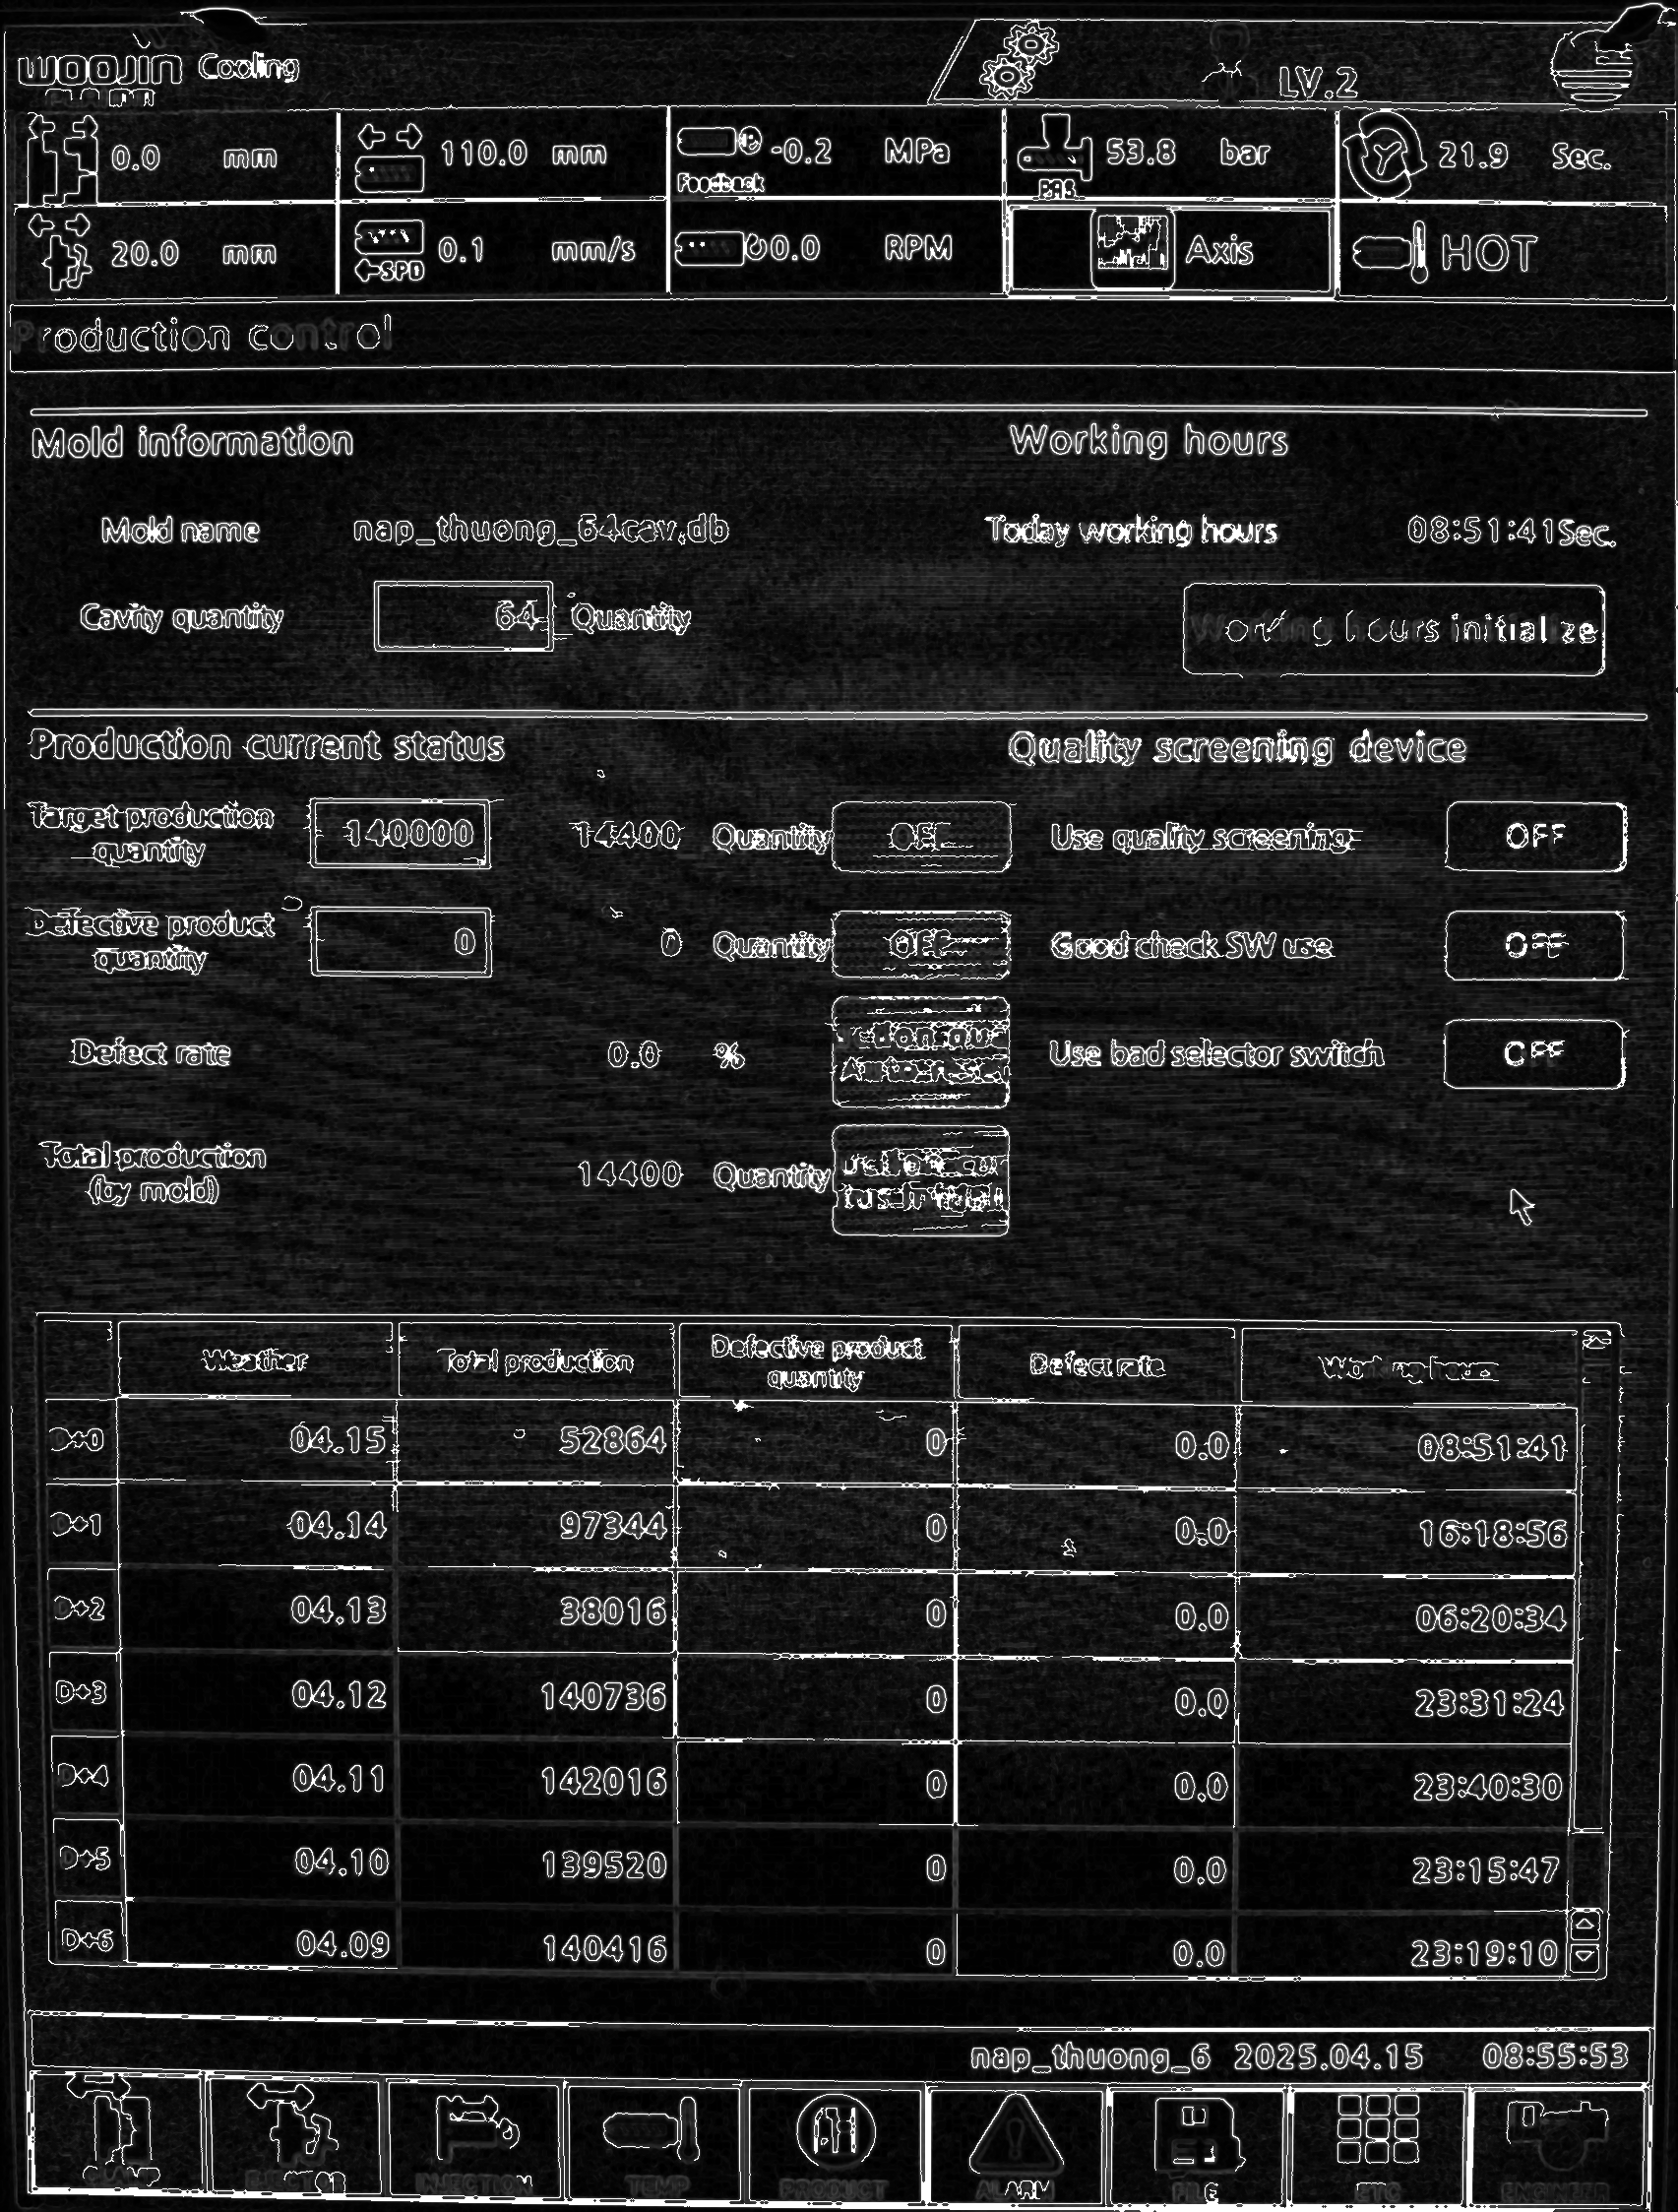 woojin Cooling
LV.2
0.0 mm
110.0 mm
Feedback -0.2 MPa
BAS 53.8 bar
21.9 Sec.
20.0 mm
SPD 0.1 mm/s
0.0 RPM
Axis
HOT
Production control
Mold information
Working hours
Mold name nap_thuong_64cav.db
Today working hours 08:51:41Sec.
Cavity quantity 64 Quantity
Working hours initialize
Production current status
Quality screening device
Target production quantity 140000 14400 Quantity OFF
Use quality screening OFF
Defective product quantity 0 0 Quantity OFF
Good check SW use OFF
Defect rate 0.0 %
Use bad selector switch OFF
Total production (by mold) 14400 Quantity
Weather Total production Defective product quantity Defect rate Working hours
D+0 04.15 52864 0 0.0 08:51:41
D+1 04.14 97344 0 0.0 16:18:56
D+2 04.13 38016 0 0.0 06:20:34
D+3 04.12 140736 0 0.0 23:31:24
D+4 04.11 142016 0 0.0 23:40:30
D+5 04.10 139520 0 0.0 23:15:47
D+6 04.09 140416 0 0.0 23:19:10
nap_thuong_6 2025.04.15 08:55:53
CLAMP
INJECTION
TEMP
PRODUCT
ALARM
FILE
ETC
ENGINEER